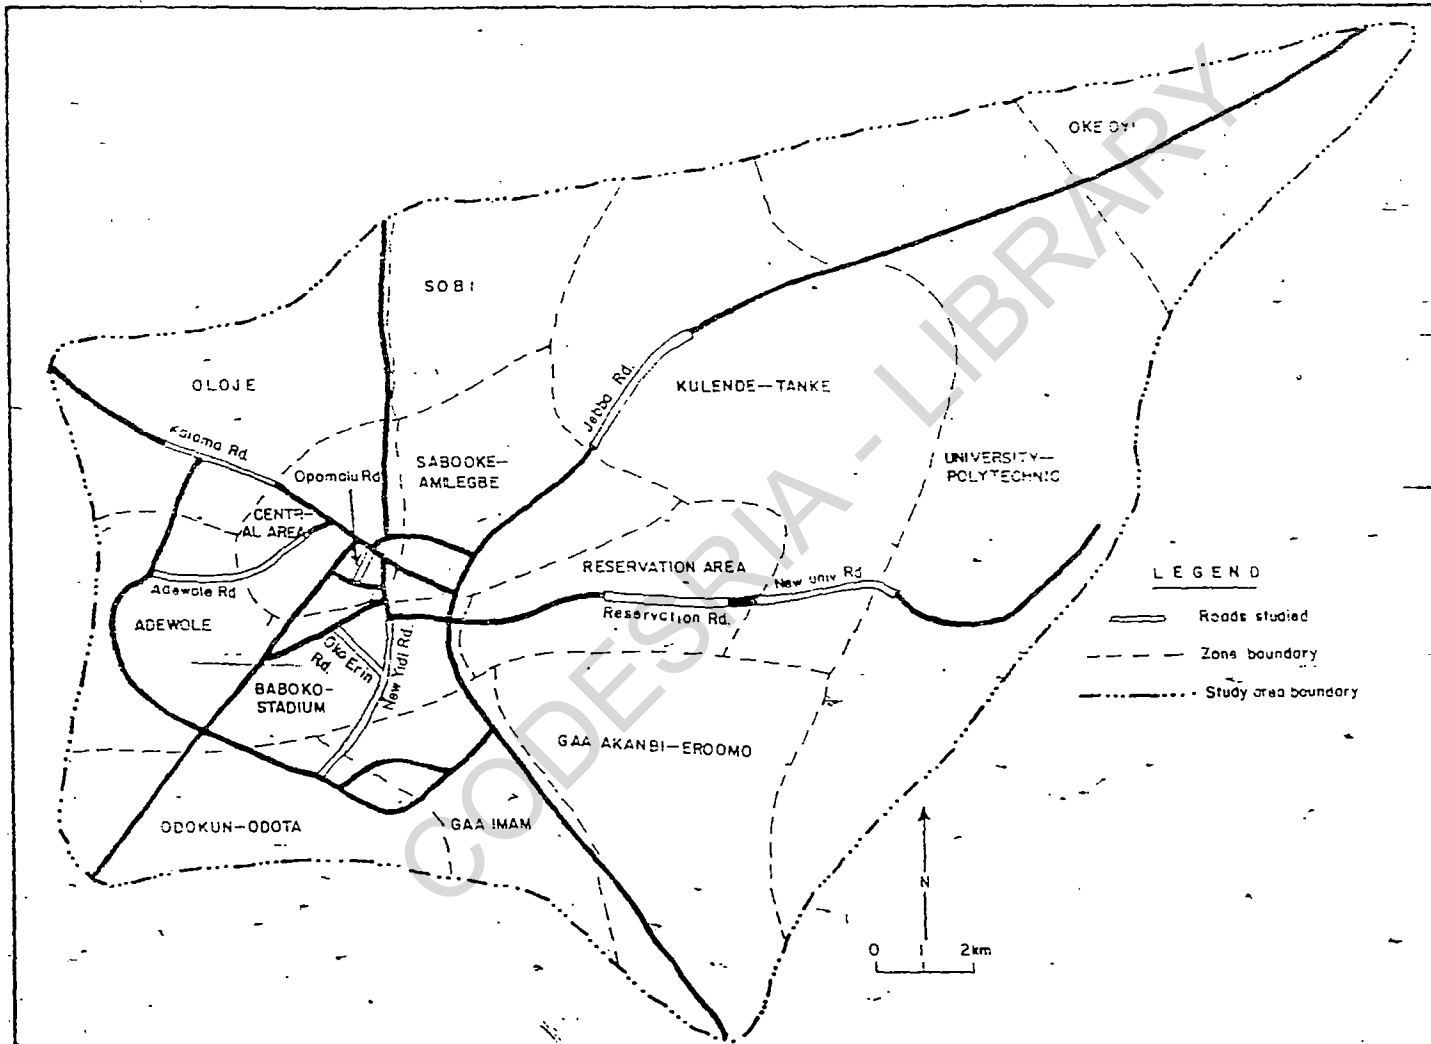 OKE OYI
SOBI
OLOJE
KULENDE—TANKE
Jebba Rd.
Kaiama Rd.
Opomalu Rd
SABOOKE—
AMILEGBE
UNIVERSITY—
POLYTECHNIC
CENTR-
AL AREA
RESERVATION AREA
New Univ Rd
Adewole Rd
Reservation Rd.
ADEWOLE
Oko Erin
Rd.
New Yidi Rd.
BABOKO-
STADIUM
GAA AKANBI—EROOMO
ODOKUN—ODOTA
GAA IMAM
LEGEND
Roads studied
Zone boundary
Study area boundary
N
0 2km
CODESRIA - LIBRARY